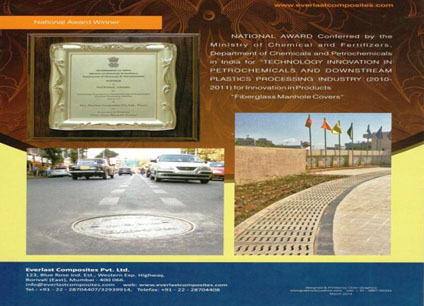 www.everlastcomposites.com
National Award Winner
NATIONAL AWARD Conferred by the
Ministry of Chemical and Fertilizers,
Department of Chemicals and Petrochemicals
in India for "TECHNOLOGY INNOVATION IN
PETROCHEMICALS AND DOWNSTREAM
PLASTICS PROCESSING INDUSTRY (2010-
2011) for Innovation in Products
"Fiberglass Manhole Covers"
NATIONAL AWARD
Everlast Composites Pvt. Ltd.
123, Blue Rose Ind. Est., Western Exp. Highway,
Borivali (East), Mumbai - 400 066.
info@everlastcomposites.com web: www.everlastcomposites.com
Tel.: +91 - 22 - 28704407/32939914, Telefax: +91 - 22 - 28704408